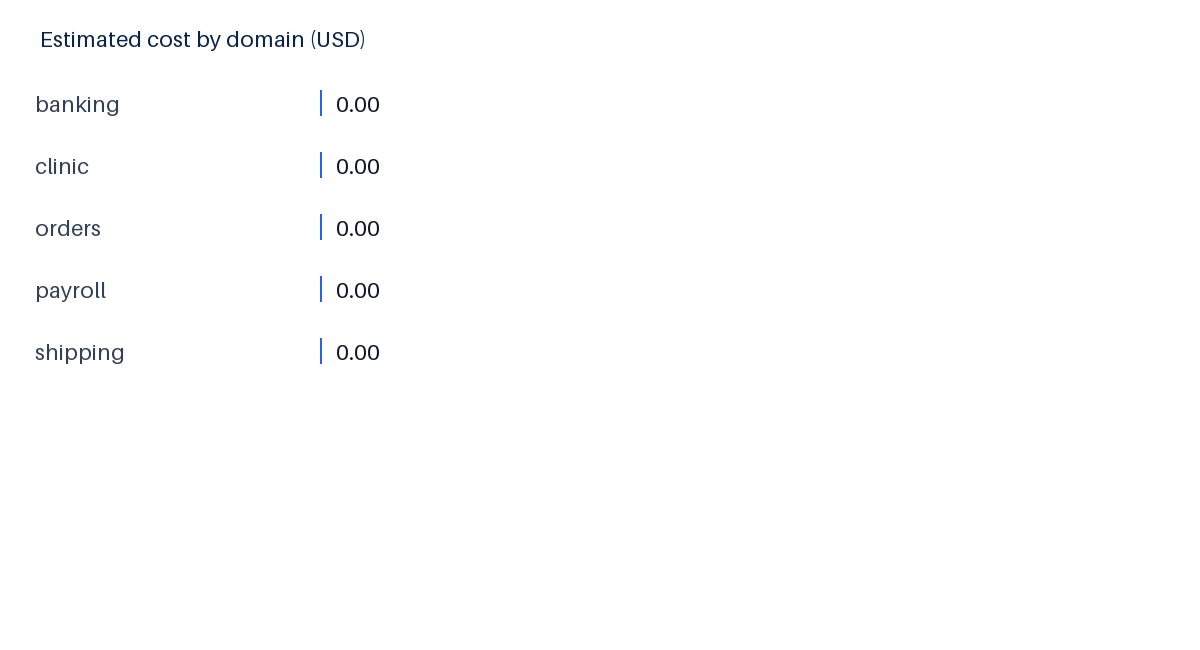 Estimated cost by domain (USD)
banking 0.00
clinic 0.00
orders 0.00
payroll 0.00
shipping 0.00